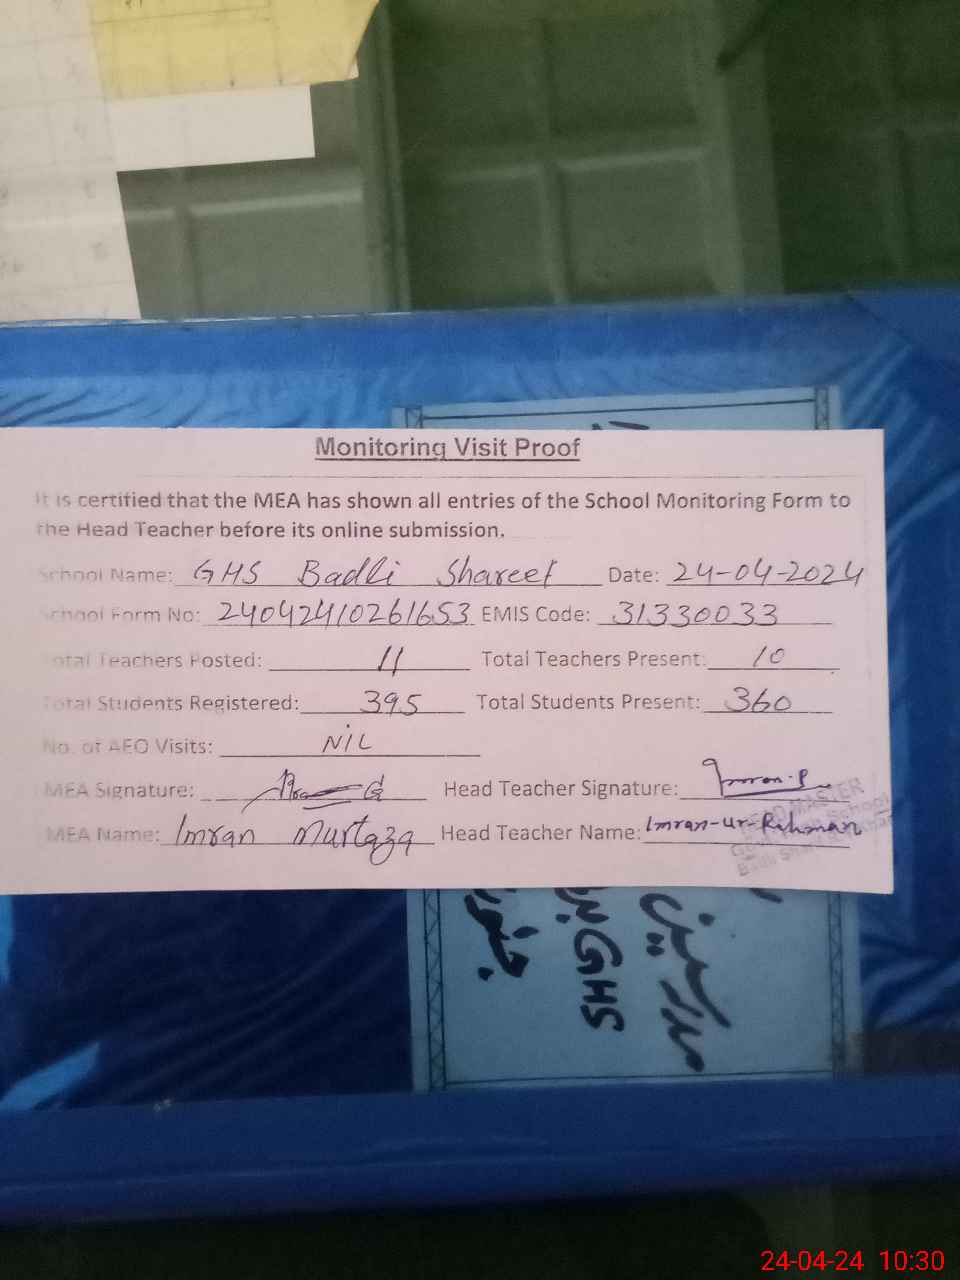 Monitoring Visit Proof
It is certified that the MEA has shown all entries of the School Monitoring Form to
the Head Teacher before its online submission.
School Name: GHS Badli Shareef Date: 24-04-2024
School Form No: 24042410261653 EMIS Code: 31330033
Total Teachers Posted: 11 Total Teachers Present: 10
Total Students Registered: 395 Total Students Present: 360
No. of AEO Visits: NIL
MEA Signature: Head Teacher Signature:
MEA Name: Imran Murtaza Head Teacher Name: Imran-ur-Rehman
HEAD MASTER
School
GHS
24-04-24 10:30